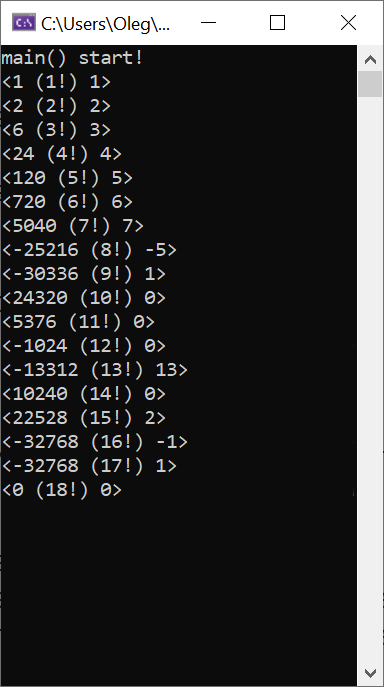 C:\Users\Oleg\...
main() start!
<1 (1!) 1>
<2 (2!) 2>
<6 (3!) 3>
<24 (4!) 4>
<120 (5!) 5>
<720 (6!) 6>
<5040 (7!) 7>
<-25216 (8!) -5>
<-30336 (9!) 1>
<24320 (10!) 0>
<5376 (11!) 0>
<-1024 (12!) 0>
<-13312 (13!) 13>
<10240 (14!) 0>
<22528 (15!) 2>
<-32768 (16!) -1>
<-32768 (17!) 1>
<0 (18!) 0>